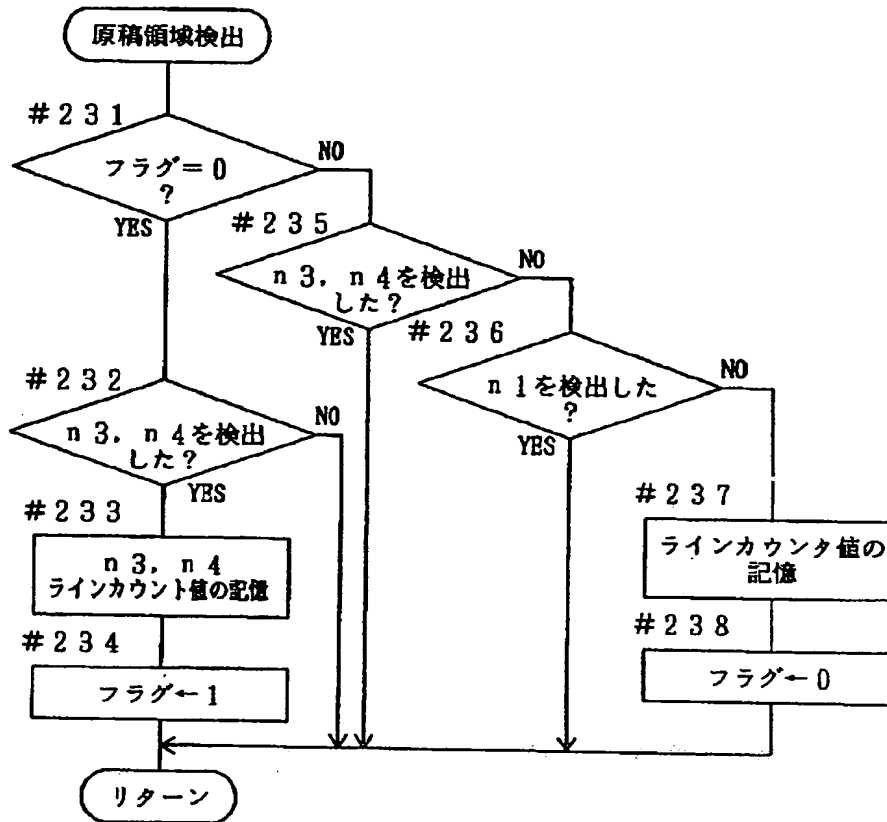 原稿領域検出
#231
フラグ=0
?
NO
YES
#235
n3,n4を検出
した?
NO
YES
#236
n1を検出した
?
NO
YES
#232
n3,n4を検出
した?
NO
YES
#233
n3,n4
ラインカウント値の記憶
#234
フラグ←1
#237
ラインカウンタ値の
記憶
#238
フラグ←0
リターン